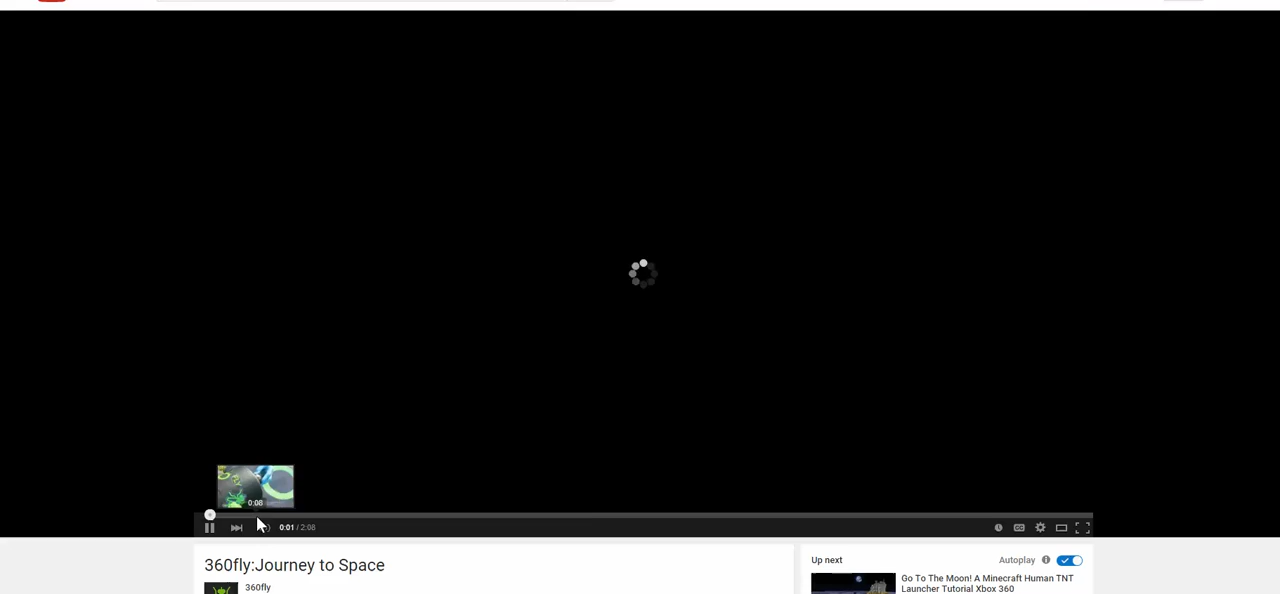 0:08
0:01 / 2:08
CC
360fly:Journey to Space
Up next
Autoplay
360fly
Go To The Moon! A Minecraft Human TNT
Launcher Tutorial Xbox 360